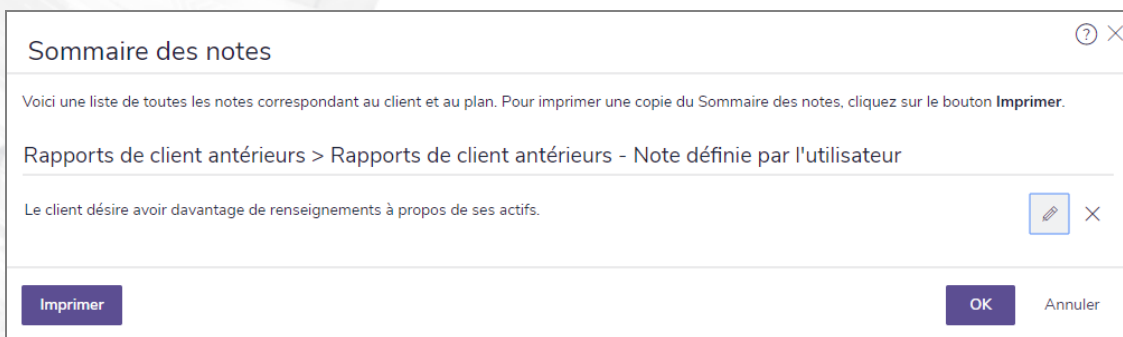 Sommaire des notes
Voici une liste de toutes les notes correspondant au client et au plan. Pour imprimer une copie du Sommaire des notes, cliquez sur le bouton Imprimer.
Rapports de client antérieurs > Rapports de client antérieurs - Note définie par l'utilisateur
Le client désire avoir davantage de renseignements à propos de ses actifs.
Imprimer OK Annuler